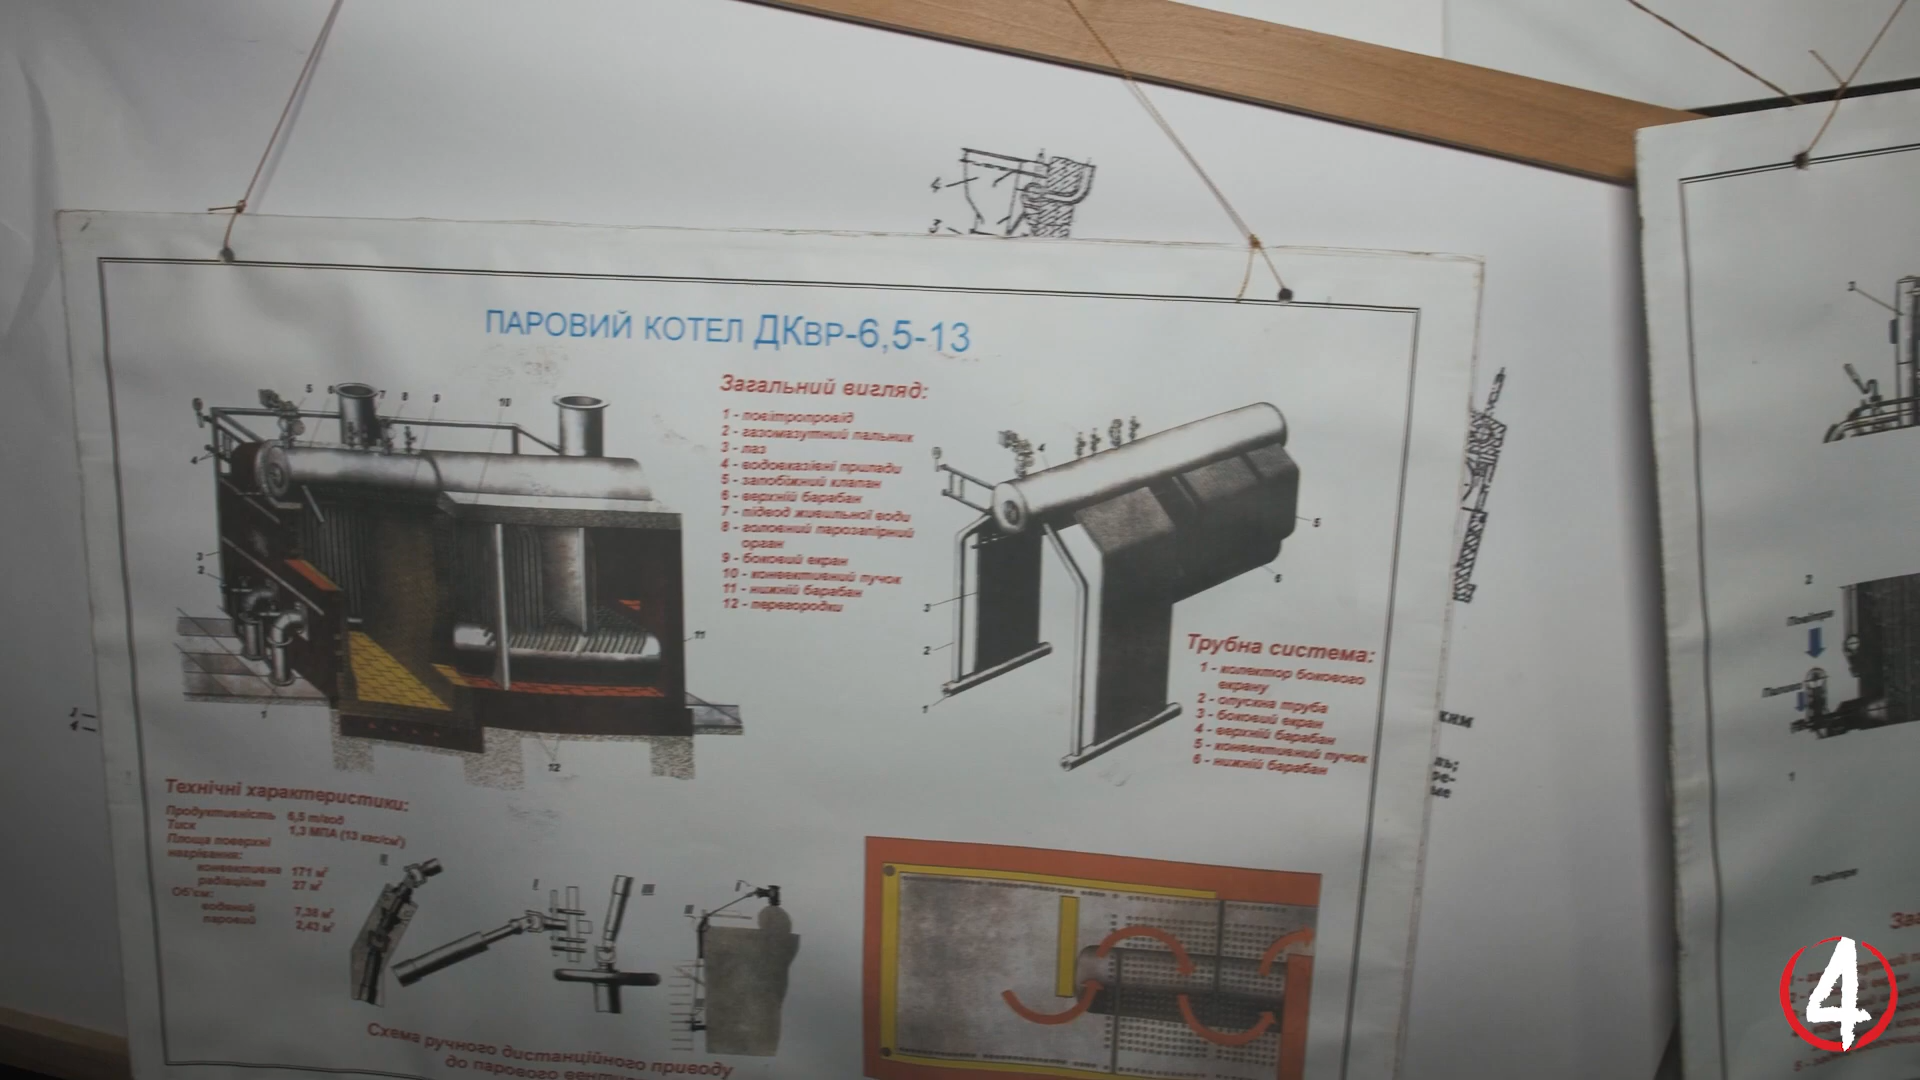 ПАРОВИЙ КОТЕЛ ДКВР-6,5-13
Загальний вигляд:
1 - повітропровід
2 - газомазутний пальник
3 - лаз
4 - водовказівні прилади
5 - запобіжний клапан
6 - верхній барабан
7 - підвод живильної води
8 - головний парозапірний
орган
9 - боковий екран
10 - конвективний пучок
11 - нижній барабан
12 - перегородки
Трубна система:
1 - колектор бокового
екрану
2 - опускна труба
3 - боковий екран
4 - верхній барабан
5 - конвективний пучок
6 - нижній барабан
Технічні характеристики:
Продуктивність 6,5 т/год
Тиск 1,3 МПА (13 кгс/см²)
Площа поверхні
нагрівання:
конвективна 171 м²
радіаційна 27 м²
Об'єм:
водяний 7,38 м³
паровий 2,43 м³
Схема ручного дистанційного приводу
до парового
Повітря
Повітря
4